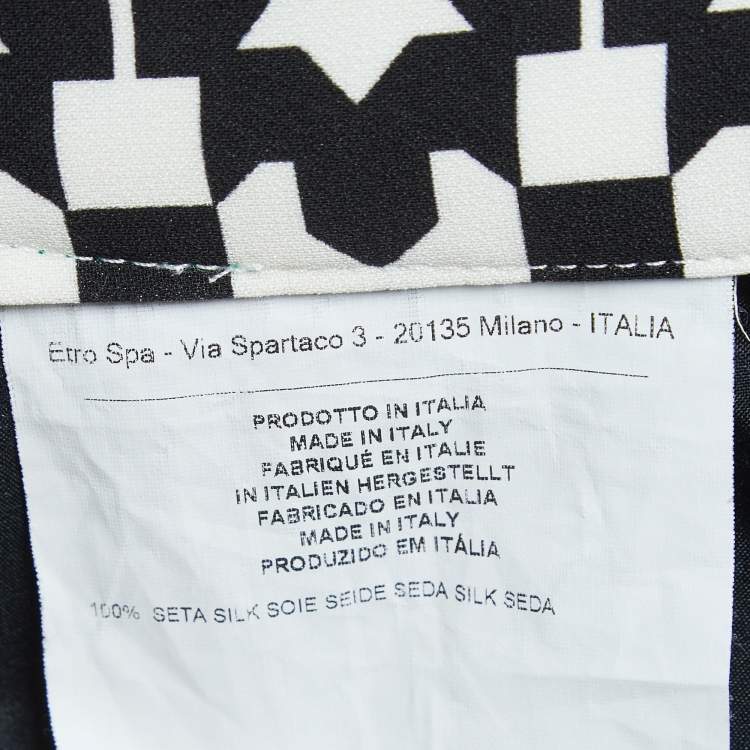 Etro Spa - Via Spartaco 3 - 20135 Milano - ITALIA
PRODOTTO IN ITALIA
MADE IN ITALY
FABRIQUÉ EN ITALIE
IN ITALIEN HERGESTELLT
FABRICADO EN ITALIA
MADE IN ITALY
PRODUZIDO EM ITÁLIA
100% SETA SILK SOIE SEIDE SEDA SILK SEDA